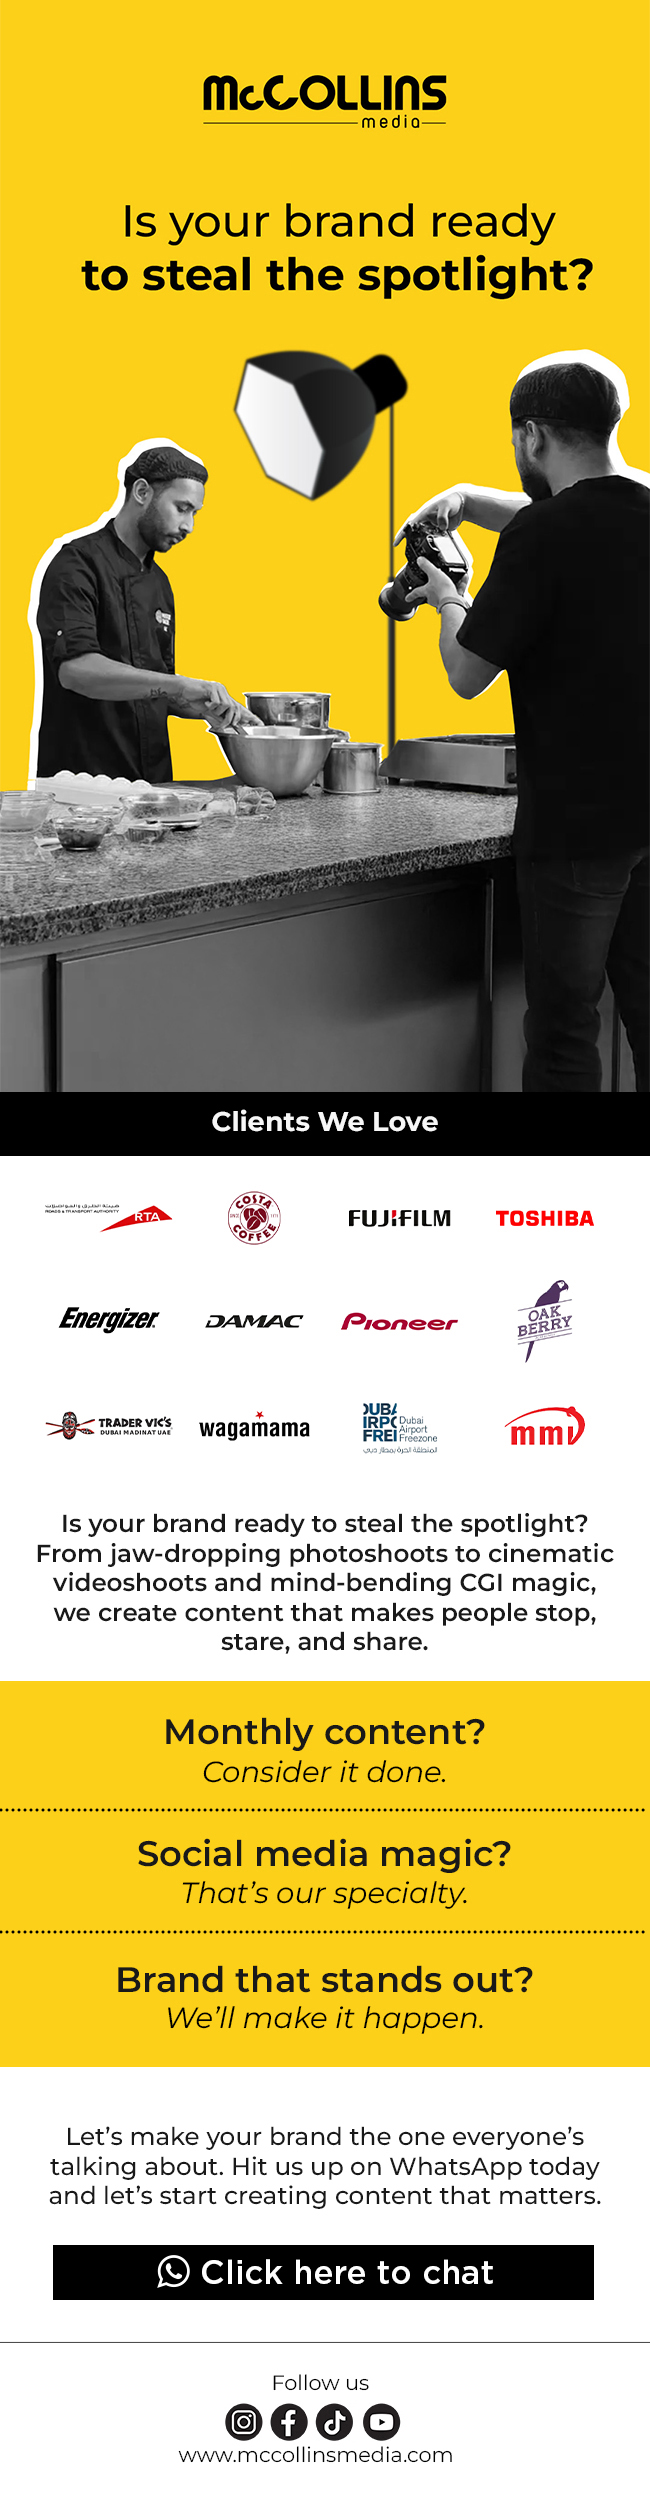 McCOLLINS
media
Is your brand ready
to steal the spotlight?
Clients We Love
هيئة الطرق و المواصلات
ROADS & TRANSPORT AUTHORITY
RTA
COSTA
COFFEE
FUJIFILM
TOSHIBA
Energizer
DAMAC
Pioneer
OAK
BERRY
TRADER VIC'S
DUBAI MADINAT UAE
wagamama
DUBA
IRPO
FREI
Dubai
Airport
Freezone
المنطقة الحرة بمطار دبي
mmi
Is your brand ready to steal the spotlight?
From jaw-dropping photoshoots to cinematic
videoshoots and mind-bending CGI magic,
we create content that makes people stop,
stare, and share.
Monthly content?
Consider it done.
Social media magic?
That's our specialty.
Brand that stands out?
We'll make it happen.
Let's make your brand the one everyone's
talking about. Hit us up on WhatsApp today
and let's start creating content that matters.
Click here to chat
Follow us
www.mccollinsmedia.com